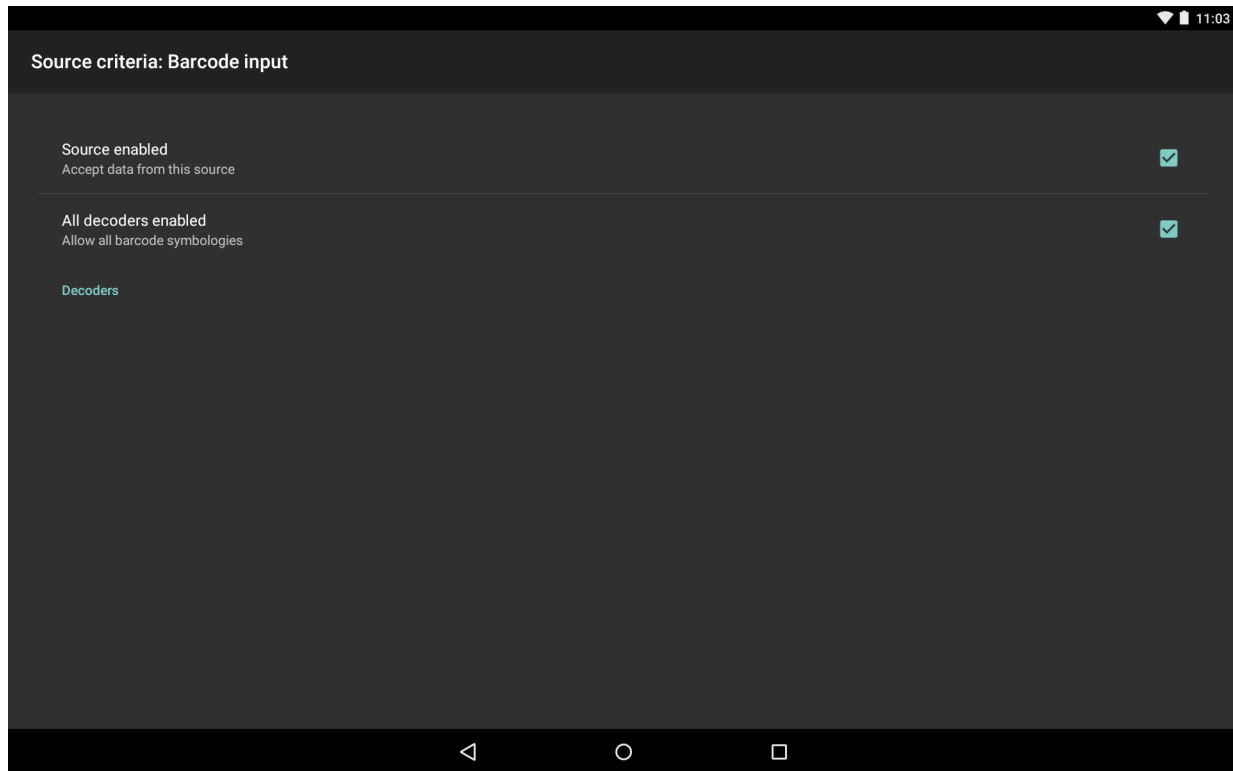 11:03
Source criteria: Barcode input
Source enabled
Accept data from this source
All decoders enabled
Allow all barcode symbologies
Decoders